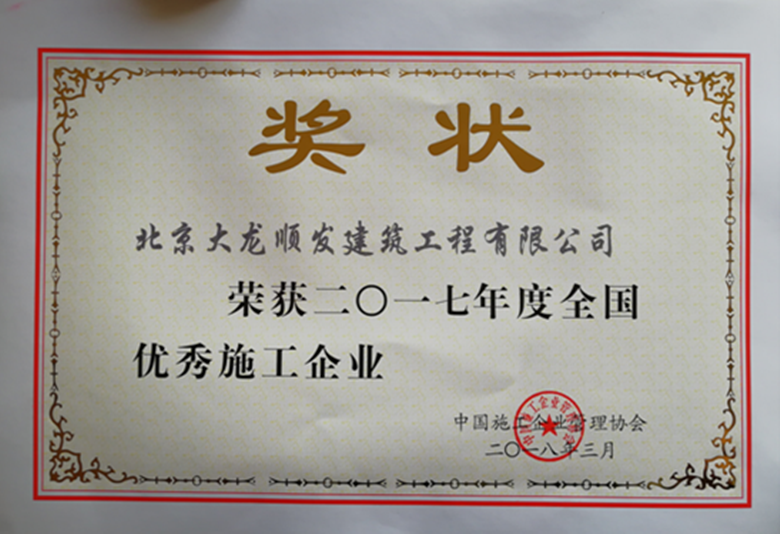 奖状
北京大龙顺发建筑工程有限公司
荣获二〇一七年度全国
优秀施工企业
中国施工企业管理协会
二〇一八年三月